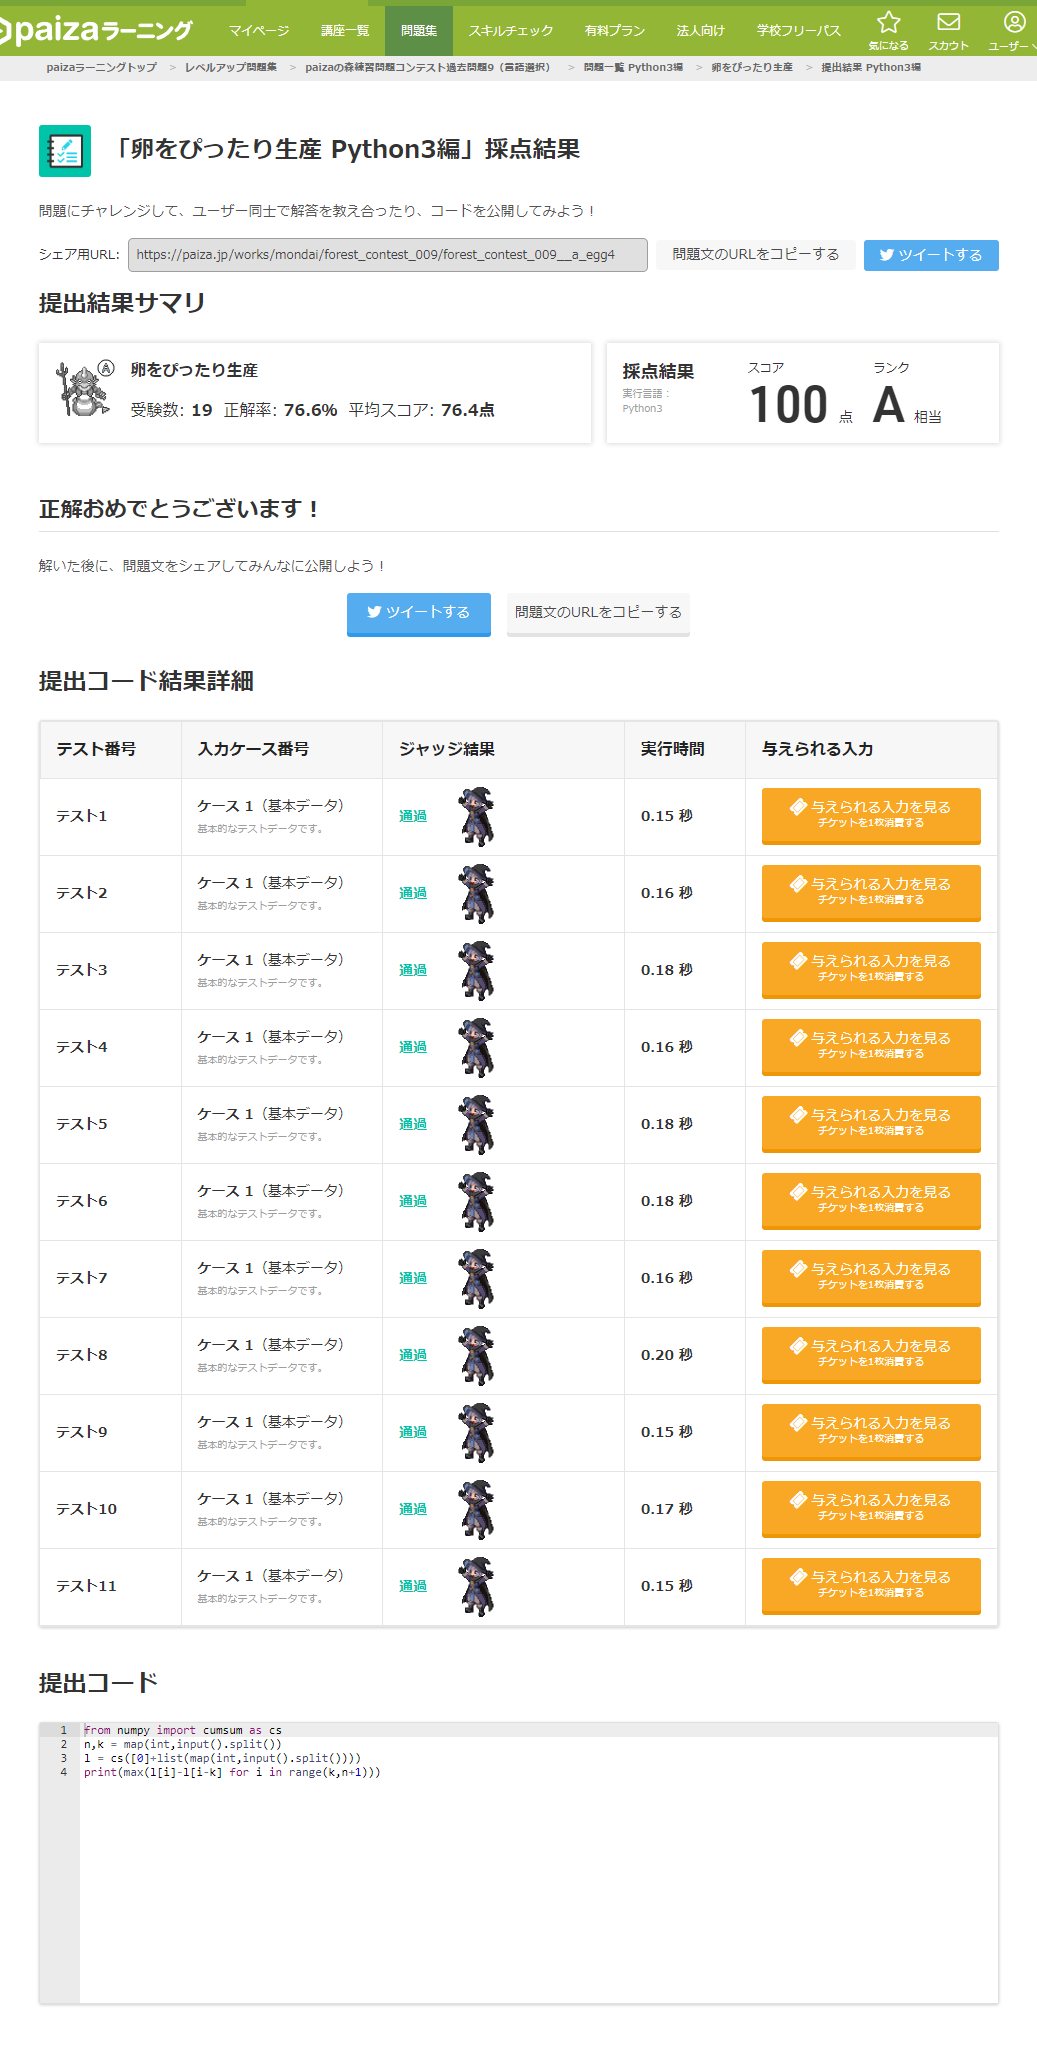 paizaラーニング
マイページ 講座一覧 問題集 スキルチェック 有料プラン 法人向け 学校フリーパス 気になる スカウト ユーザー
paizaラーニングトップ > レベルアップ問題集 > paizaの森練習問題コンテスト過去問題9（言語選択） > 問題一覧 Python3編 > 卵をぴったり生産 > 提出結果 Python3編
「卵をぴったり生産 Python3編」採点結果
問題にチャレンジして、ユーザー同士で解答を教え合ったり、コードを公開してみよう！
シェア用URL: https://paiza.jp/works/mondai/forest_contest_009/forest_contest_009__a_egg4 問題文のURLをコピーする ツイートする
提出結果サマリ
A
卵をぴったり生産
受験数: 19 正解率: 76.6% 平均スコア: 76.4点
採点結果
実行言語：
Python3
スコア
100 点
ランク
A 相当
正解おめでとうございます！
解いた後に、問題文をシェアしてみんなに公開しよう！
ツイートする 問題文のURLをコピーする
提出コード結果詳細
テスト番号 入力ケース番号 ジャッジ結果 実行時間 与えられる入力
テスト1 ケース 1（基本データ） 通過 0.15 秒 与えられる入力を見る
基本的なテストデータです。 チケットを1枚消費する
テスト2 ケース 1（基本データ） 通過 0.16 秒 与えられる入力を見る
基本的なテストデータです。 チケットを1枚消費する
テスト3 ケース 1（基本データ） 通過 0.18 秒 与えられる入力を見る
基本的なテストデータです。 チケットを1枚消費する
テスト4 ケース 1（基本データ） 通過 0.16 秒 与えられる入力を見る
基本的なテストデータです。 チケットを1枚消費する
テスト5 ケース 1（基本データ） 通過 0.18 秒 与えられる入力を見る
基本的なテストデータです。 チケットを1枚消費する
テスト6 ケース 1（基本データ） 通過 0.18 秒 与えられる入力を見る
基本的なテストデータです。 チケットを1枚消費する
テスト7 ケース 1（基本データ） 通過 0.16 秒 与えられる入力を見る
基本的なテストデータです。 チケットを1枚消費する
テスト8 ケース 1（基本データ） 通過 0.20 秒 与えられる入力を見る
基本的なテストデータです。 チケットを1枚消費する
テスト9 ケース 1（基本データ） 通過 0.15 秒 与えられる入力を見る
基本的なテストデータです。 チケットを1枚消費する
テスト10 ケース 1（基本データ） 通過 0.17 秒 与えられる入力を見る
基本的なテストデータです。 チケットを1枚消費する
テスト11 ケース 1（基本データ） 通過 0.15 秒 与えられる入力を見る
基本的なテストデータです。 チケットを1枚消費する
提出コード
1 from numpy import cumsum as cs
2 n,k = map(int,input().split())
3 l = cs([0]+list(map(int,input().split())))
4 print(max(l[i]-l[i-k] for i in range(k,n+1)))